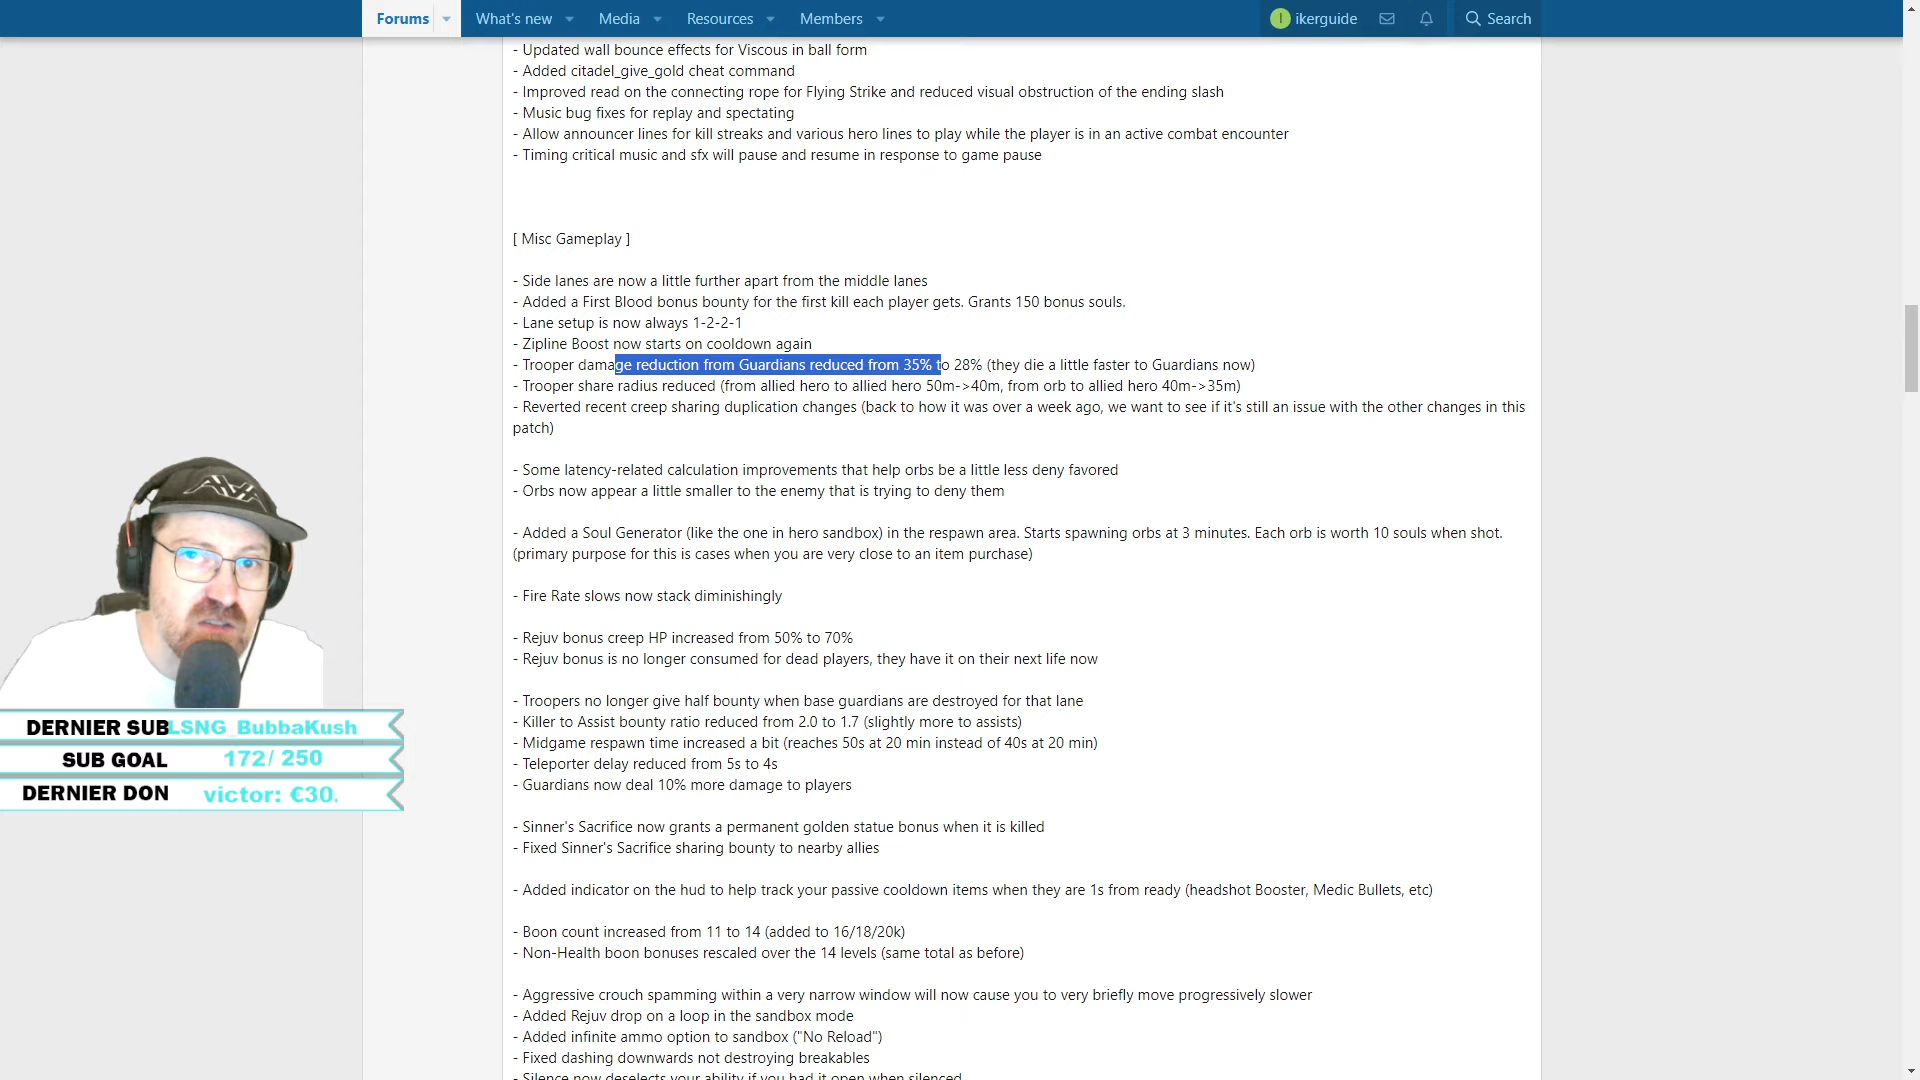 Forums What's new Media Resources Members I ikerguide Search
- Updated wall bounce effects for Viscous in ball form
- Added citadel_give_gold cheat command
- Improved read on the connecting rope for Flying Strike and reduced visual obstruction of the ending slash
- Music bug fixes for replay and spectating
- Allow announcer lines for kill streaks and various hero lines to play while the player is in an active combat encounter
- Timing critical music and sfx will pause and resume in response to game pause
[ Misc Gameplay ]
- Side lanes are now a little further apart from the middle lanes
- Added a First Blood bonus bounty for the first kill each player gets. Grants 150 bonus souls.
- Lane setup is now always 1-2-2-1
- Zipline Boost now starts on cooldown again
- Trooper damage reduction from Guardians reduced from 35% to 28% (they die a little faster to Guardians now)
- Trooper share radius reduced (from allied hero to allied hero 50m->40m, from orb to allied hero 40m->35m)
- Reverted recent creep sharing duplication changes (back to how it was over a week ago, we want to see if it's still an issue with the other changes in this
patch)
- Some latency-related calculation improvements that help orbs be a little less deny favored
- Orbs now appear a little smaller to the enemy that is trying to deny them
- Added a Soul Generator (like the one in hero sandbox) in the respawn area. Starts spawning orbs at 3 minutes. Each orb is worth 10 souls when shot.
(primary purpose for this is cases when you are very close to an item purchase)
- Fire Rate slows now stack diminishingly
- Rejuv bonus creep HP increased from 50% to 70%
- Rejuv bonus is no longer consumed for dead players, they have it on their next life now
- Troopers no longer give half bounty when base guardians are destroyed for that lane
- Killer to Assist bounty ratio reduced from 2.0 to 1.7 (slightly more to assists)
- Midgame respawn time increased a bit (reaches 50s at 20 min instead of 40s at 20 min)
- Teleporter delay reduced from 5s to 4s
- Guardians now deal 10% more damage to players
- Sinner's Sacrifice now grants a permanent golden statue bonus when it is killed
- Fixed Sinner's Sacrifice sharing bounty to nearby allies
- Added indicator on the hud to help track your passive cooldown items when they are 1s from ready (headshot Booster, Medic Bullets, etc)
- Boon count increased from 11 to 14 (added to 16/18/20k)
- Non-Health boon bonuses rescaled over the 14 levels (same total as before)
- Aggressive crouch spamming within a very narrow window will now cause you to very briefly move progressively slower
- Added Rejuv drop on a loop in the sandbox mode
- Added infinite ammo option to sandbox ("No Reload")
- Fixed dashing downwards not destroying breakables
- Silence now deselects your ability if you had it open when silenced
DERNIER SUB LSNG_BubbaKush
SUB GOAL 172/ 250
DERNIER DON victor: €30.